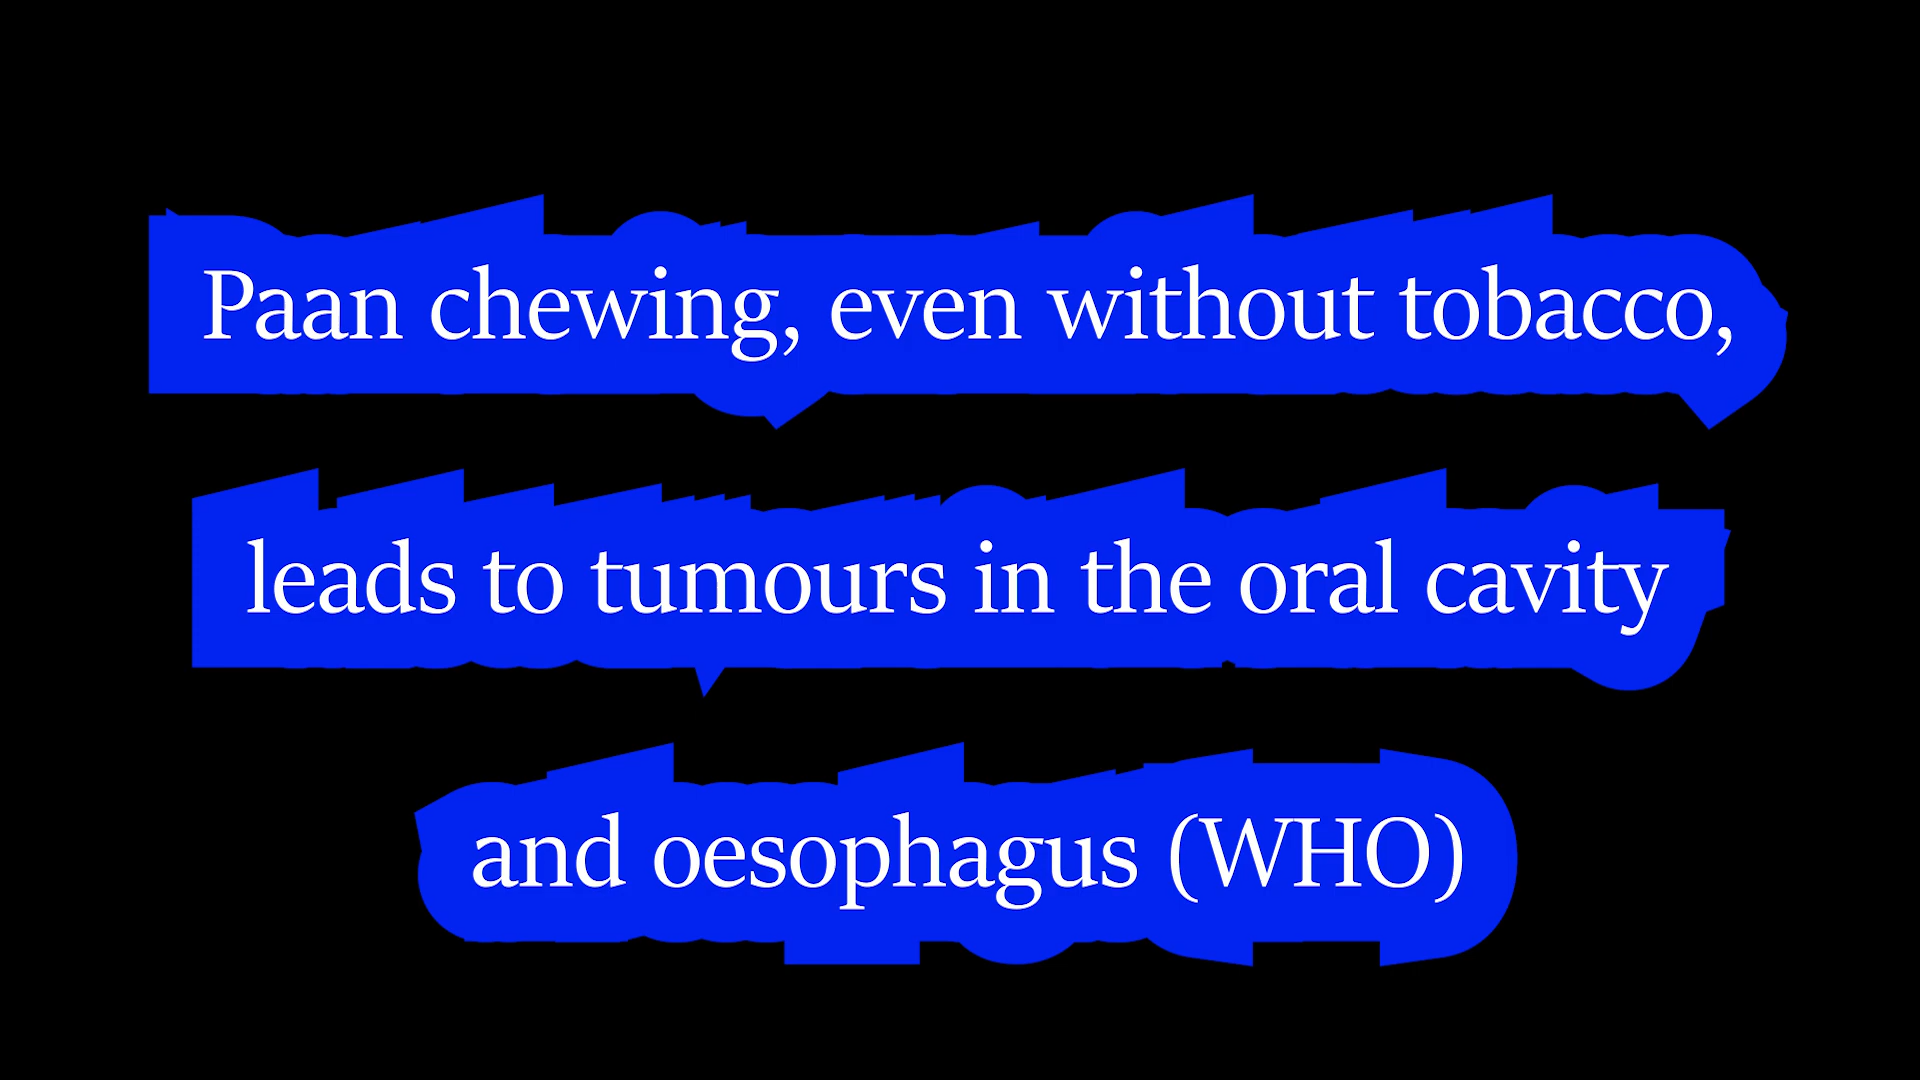 Paan chewing, even without tobacco,
leads to tumours in the oral cavity
and oesophagus (WHO)